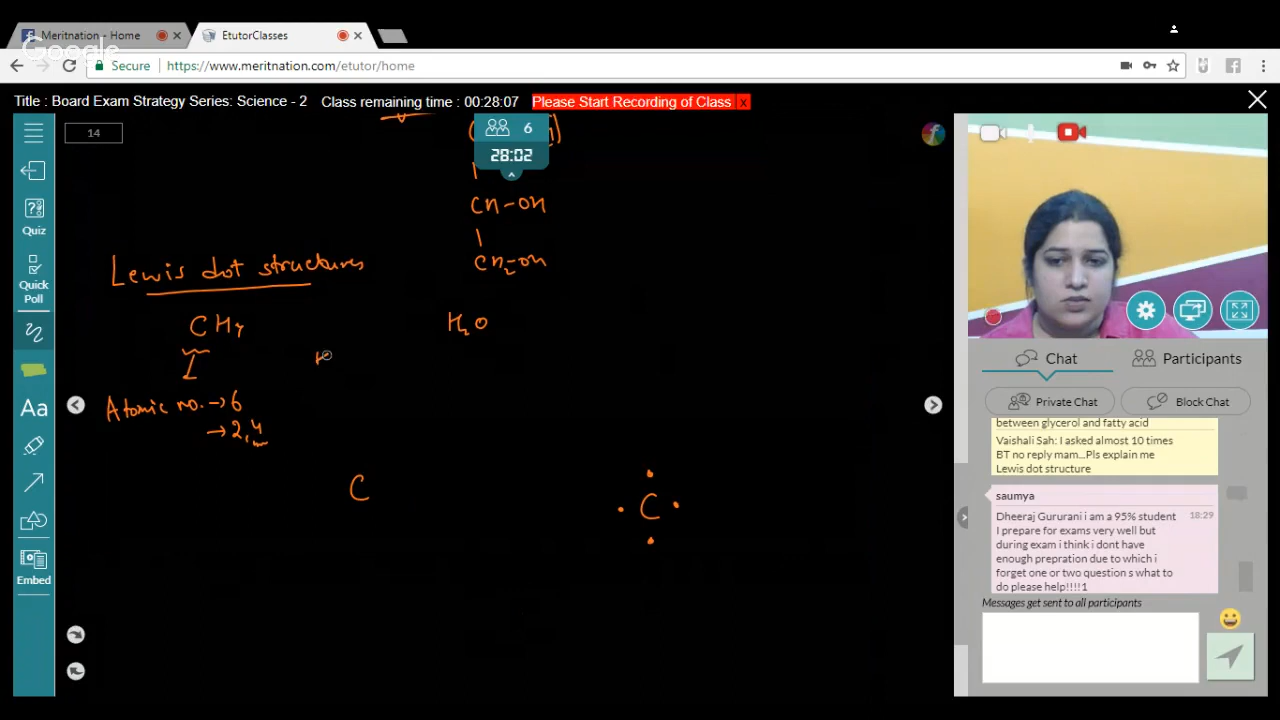 Meritnation - Home
EtutorClasses
Google
Secure https://www.meritnation.com/etutor/home
Title : Board Exam Strategy Series: Science - 2 Class remaining time : 00:28:07 Please Start Recording of Class x
14
6
28:02
CH-OH
CH2-OH
Lewis dot structures
CH4
H2O
Atomic no. → 6
→ 2,4
C
C
Quiz
Quick
Poll
Aa
Embed
Chat
Participants
Private Chat
Block Chat
between glycerol and fatty acid
Vaishali Sah: I asked almost 10 times
BT no reply mam...Pls explain me
Lewis dot structure
saumya
Dheeraj Gururani i am a 95% student 18:29
I prepare for exams very well but
during exam i think i dont have
enough prepration due to which i
forget one or two question s what to
do please help!!!!1
Messages get sent to all participants